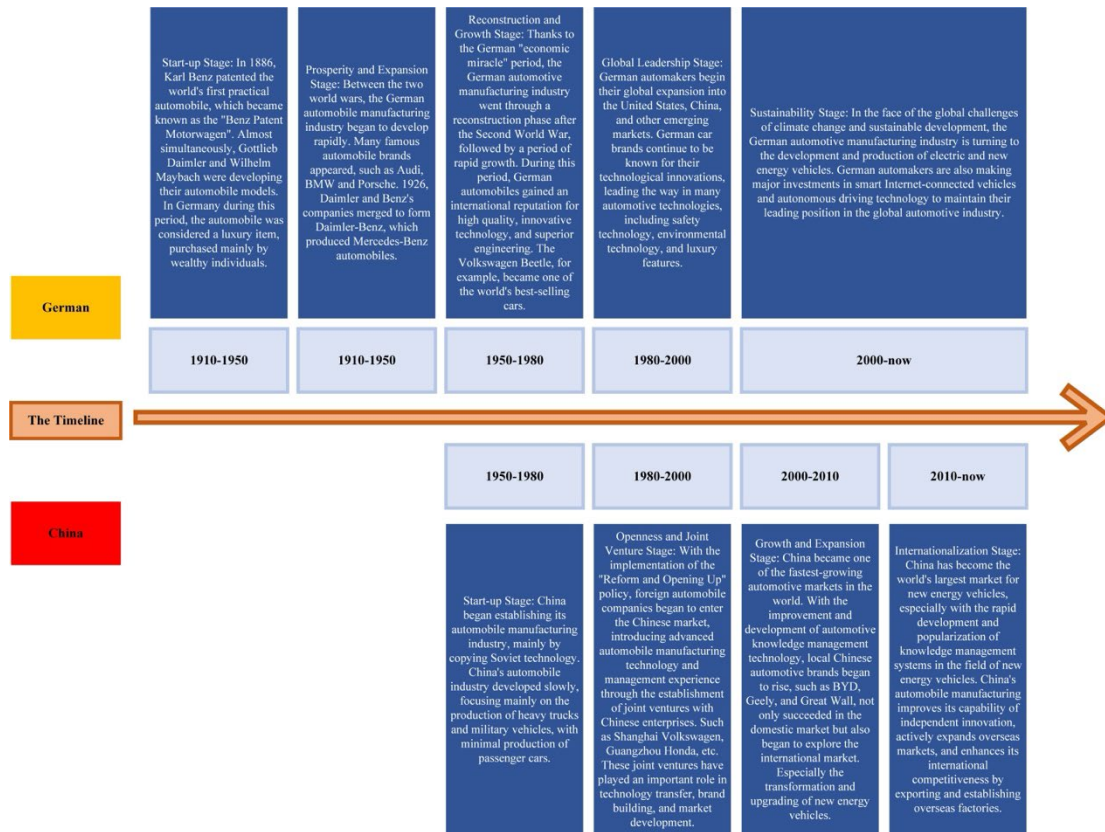 Start-up Stage: In 1886,
Karl Benz patented the
world's first practical
automobile, which became
known as the "Benz Patent
Motorwagen". Almost
simultaneously, Gottlieb
Daimler and Wilhelm
Maybach were developing
their automobile models.
In Germany during this
period, the automobile was
considered a luxury item,
purchased mainly by
wealthy individuals.
Prosperity and Expansion
Stage: Between the two
world wars, the German
automobile manufacturing
industry began to develop
rapidly. Many famous
automobile brands
appeared, such as Audi,
BMW and Porsche. 1926,
Daimler and Benz's
companies merged to form
Daimler-Benz, which
produced Mercedes-Benz
automobiles.
Reconstruction and
Growth Stage: Thanks to
the German "economic
miracle" period, the
German automotive
manufacturing industry
went through a
reconstruction phase after
the Second World War,
followed by a period of
rapid growth. During this
period, German
automobiles gained an
international reputation for
high quality, innovative
technology, and superior
engineering. The
Volkswagen Beetle, for
example, became one of
the world's best-selling
cars.
Global Leadership Stage:
German automakers begin
their global expansion into
the United States, China,
and other emerging
markets. German car
brands continue to be
known for their
technological innovations,
leading the way in many
automotive technologies,
including safety
technology, environmental
technology, and luxury
features.
Sustainability Stage: In the face of the global challenges
of climate change and sustainable development, the
German automotive manufacturing industry is turning to
the development and production of electric and new
energy vehicles. German automakers are also making
major investments in smart Internet-connected vehicles
and autonomous driving technology to maintain their
leading position in the global automotive industry.
German
1910-1950
1910-1950
1950-1980
1980-2000
2000-now
The Timeline
1950-1980
1980-2000
2000-2010
2010-now
China
Start-up Stage: China
began establishing its
automobile manufacturing
industry, mainly by
copying Soviet technology.
China's automobile
industry developed slowly,
focusing mainly on the
production of heavy trucks
and military vehicles, with
minimal production of
passenger cars.
Openness and Joint
Venture Stage: With the
implementation of the
"Reform and Opening Up"
policy, foreign automobile
companies began to enter
the Chinese market,
introducing advanced
automobile manufacturing
technology and
management experience
through the establishment
of joint ventures with
Chinese enterprises. Such
as Shanghai Volkswagen,
Guangzhou Honda, etc.
These joint ventures have
played an important role in
technology transfer, brand
building, and market
development.
Growth and Expansion
Stage: China became one
of the fastest-growing
automotive markets in the
world. With the
improvement and
development of automotive
knowledge management
technology, local Chinese
automotive brands began
to rise, such as BYD,
Geely, and Great Wall, not
only succeeded in the
domestic market but also
began to explore the
international market.
Especially the
transformation and
upgrading of new energy
vehicles.
Internationalization Stage:
China has become the
world's largest market for
new energy vehicles,
especially with the rapid
development and
popularization of
knowledge management
systems in the field of new
energy vehicles. China's
automobile manufacturing
improves its capability of
independent innovation,
actively expands overseas
markets, and enhances its
international
competitiveness by
exporting and establishing
overseas factories.